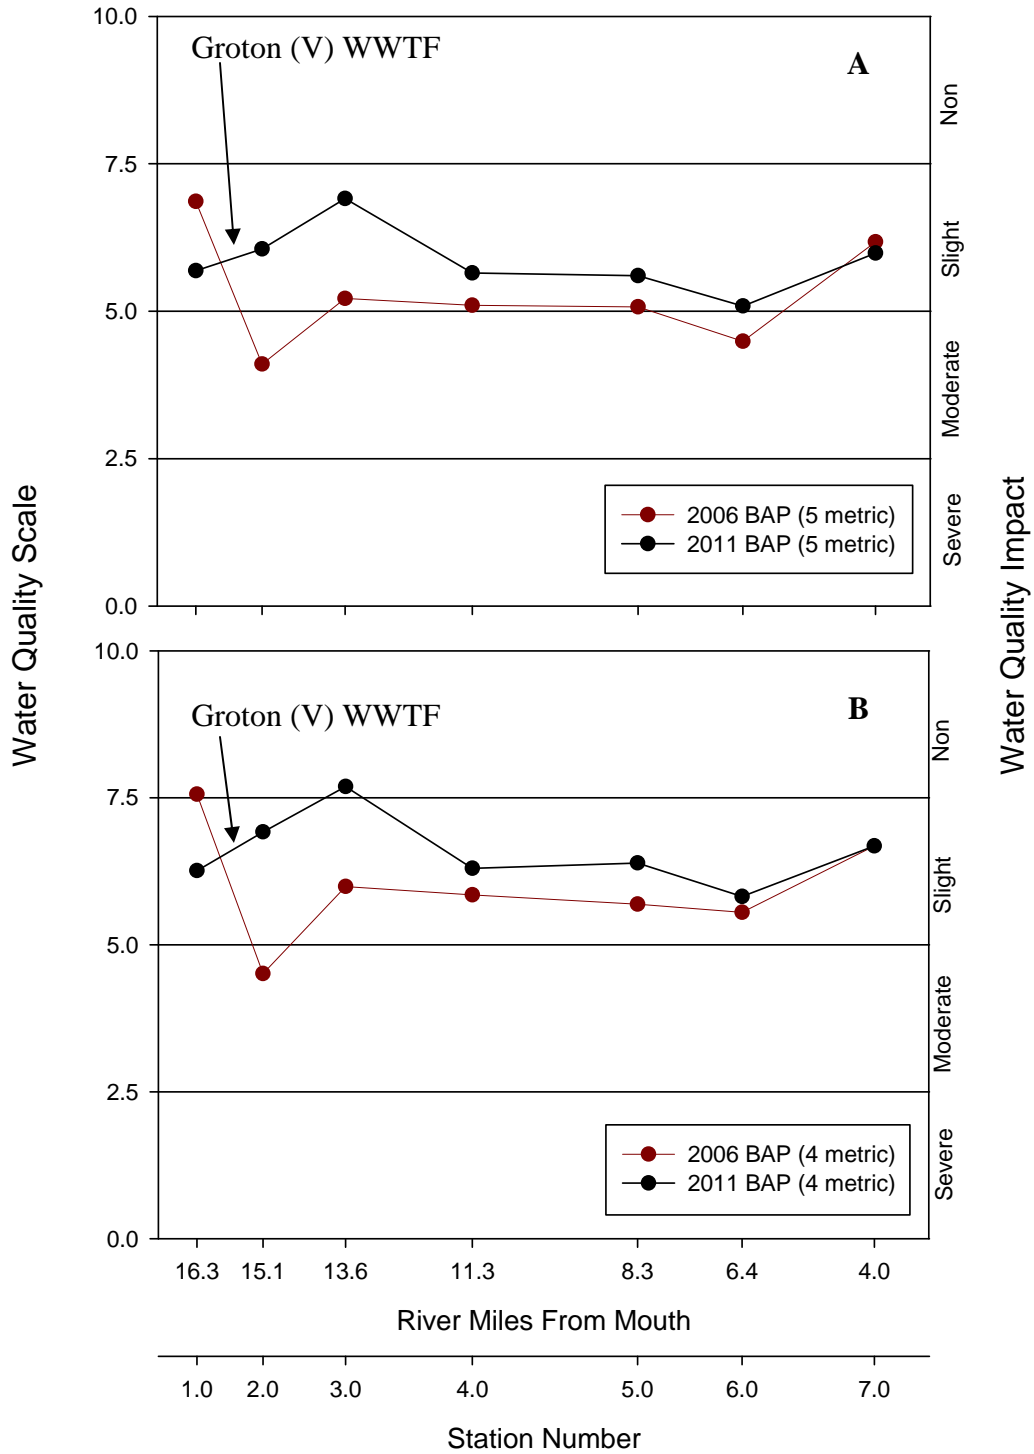 10.0
Groton (V) WWTF
A
Non
7.5
Slight
5.0
Moderate
2.5
Severe
2006 BAP (5 metric)
2011 BAP (5 metric)
0.0
Water Quality Scale
Water Quality Impact
10.0
Groton (V) WWTF
B
Non
7.5
Slight
5.0
Moderate
2.5
Severe
2006 BAP (4 metric)
2011 BAP (4 metric)
0.0
16.3 15.1 13.6 11.3 8.3 6.4 4.0
River Miles From Mouth
1.0 2.0 3.0 4.0 5.0 6.0 7.0
Station Number